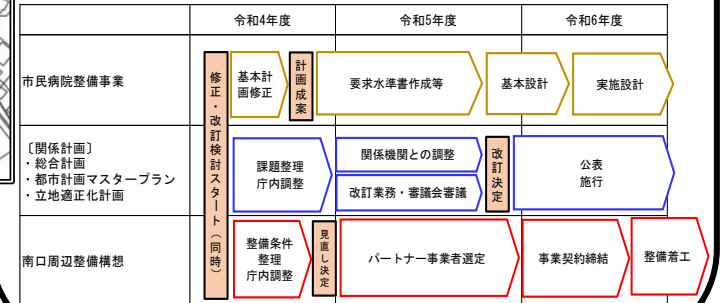 令和4年度
令和5年度
令和6年度
市民病院整備事業
修正・改訂検討スタート（同時）
基本計
画修正
計画成案
要求水準書作成等
基本設計
実施設計
〔関係計画〕
・総合計画
・都市計画マスタープラン
・立地適正化計画
課題整理
庁内調整
関係機関との調整
改訂業務・審議会審議
改訂決定
公表
施行
南口周辺整備構想
整備条件
整理
庁内調整
見直し決定
パートナー事業者選定
事業契約締結
整備着工